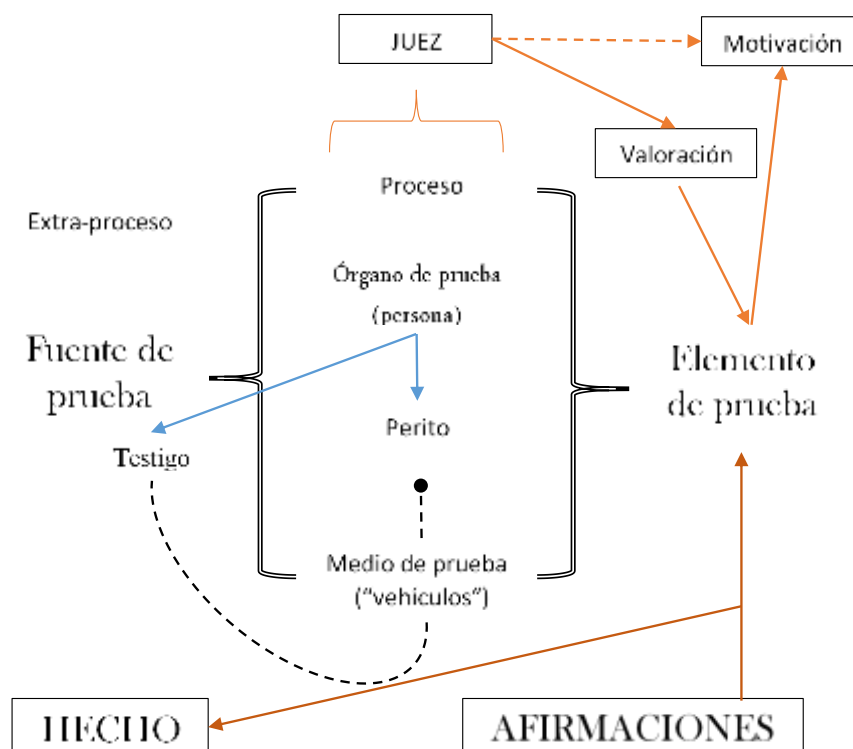 JUEZ
Motivación
Valoración
Proceso
Extra-proceso
Órgano de prueba
(persona)
Fuente de
prueba
Elemento
de prueba
Perito
Testigo
Medio de prueba
("vehiculos")
HECHO
AFIRMACIONES